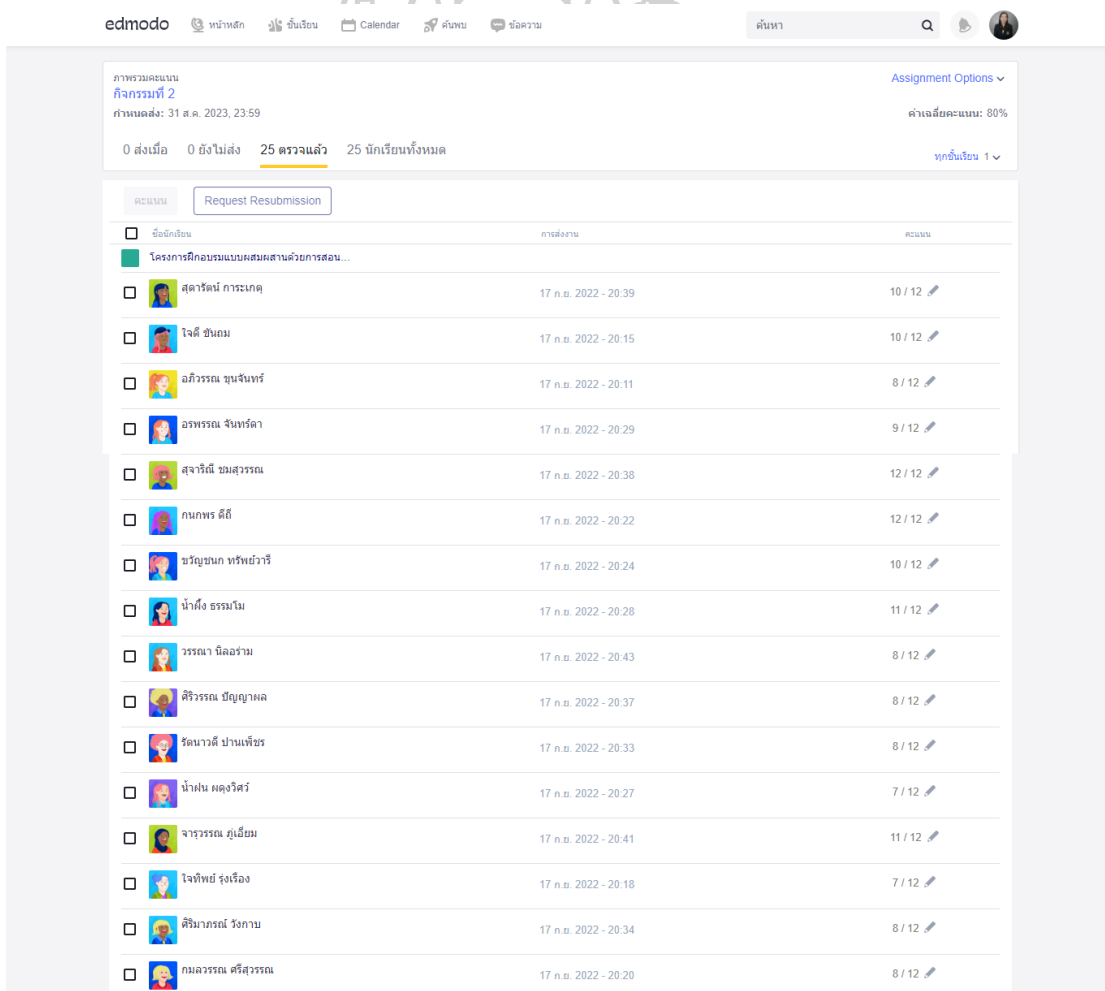 edmodo หน้าหลัก ชั้นเรียน Calendar ค้นพบ ข้อความ ค้นหา
ภาพรวมคะแนน Assignment Options
กิจกรรมที่ 2
กำหนดส่ง: 31 ส.ค. 2023, 23:59 ค่าเฉลี่ยคะแนน: 80%
0 ส่งเมื่อ 0 ยังไม่ส่ง 25 ตรวจแล้ว 25 นักเรียนทั้งหมด ทุกชั้นเรียน 1
คะแนน Request Resubmission
ชื่อนักเรียน การส่งงาน คะแนน
โครงการฝึกอบรมแบบผสมผสานด้วยการสอน...
สุดารัตน์ การะเกตุ 17 ก.ย. 2022 - 20:39 10 / 12
ใจดี ขันถม 17 ก.ย. 2022 - 20:15 10 / 12
อภิวรรณ ขุนจันทร์ 17 ก.ย. 2022 - 20:11 8 / 12
อรพรรณ จันทร์ดา 17 ก.ย. 2022 - 20:29 9 / 12
สุจาริณี ชมสุวรรณ 17 ก.ย. 2022 - 20:38 12 / 12
กนกพร ดีถี 17 ก.ย. 2022 - 20:22 12 / 12
ขวัญชนก ทรัพย์วารี 17 ก.ย. 2022 - 20:24 10 / 12
น้ำผึ้ง ธรรมโม 17 ก.ย. 2022 - 20:28 11 / 12
วรรณา นิลอร่าม 17 ก.ย. 2022 - 20:43 8 / 12
ศิริวรรณ ปัญญาผล 17 ก.ย. 2022 - 20:37 8 / 12
รัตนาวดี ปานเพ็ชร 17 ก.ย. 2022 - 20:33 8 / 12
น้ำฝน ผดุงวิศว์ 17 ก.ย. 2022 - 20:27 7 / 12
จารุวรรณ ภู่เอี่ยม 17 ก.ย. 2022 - 20:41 11 / 12
ใจทิพย์ รุ่งเรือง 17 ก.ย. 2022 - 20:18 7 / 12
ศิริมาภรณ์ วังกาบ 17 ก.ย. 2022 - 20:34 8 / 12
กมลวรรณ ศรีสุวรรณ 17 ก.ย. 2022 - 20:20 8 / 12